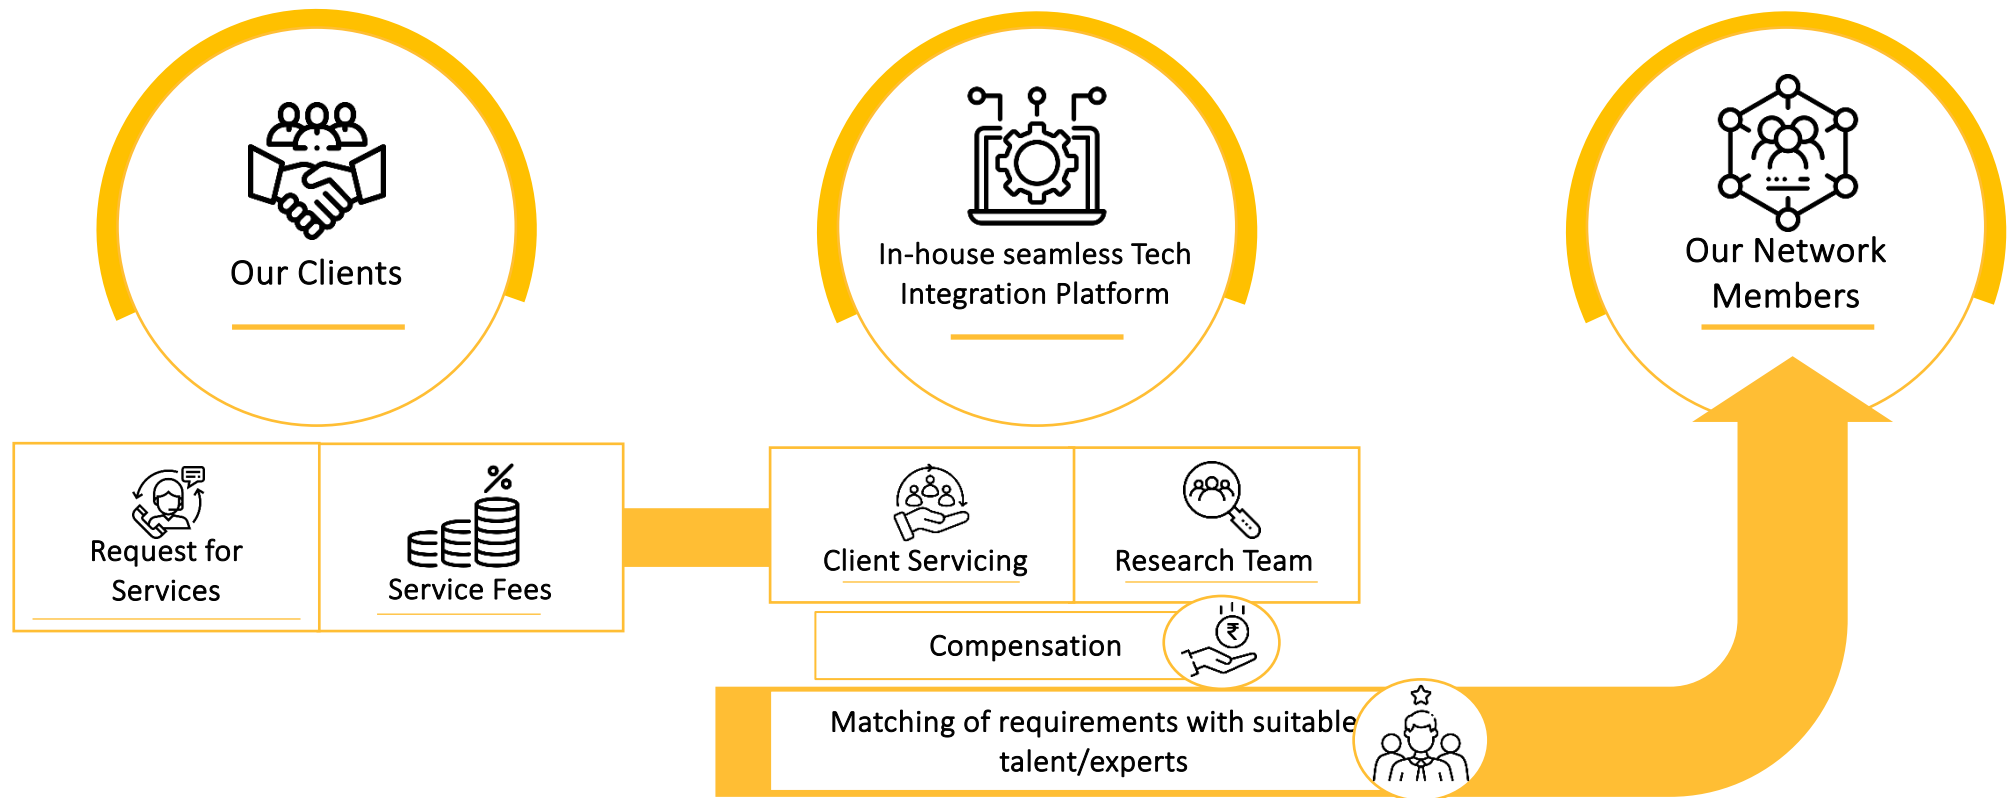 Our Clients
In-house seamless Tech
Integration Platform
Our Network
Members
Request for
Services
%
Service Fees
Client Servicing
Research Team
Compensation
₹
Matching of requirements with suitable
talent/experts